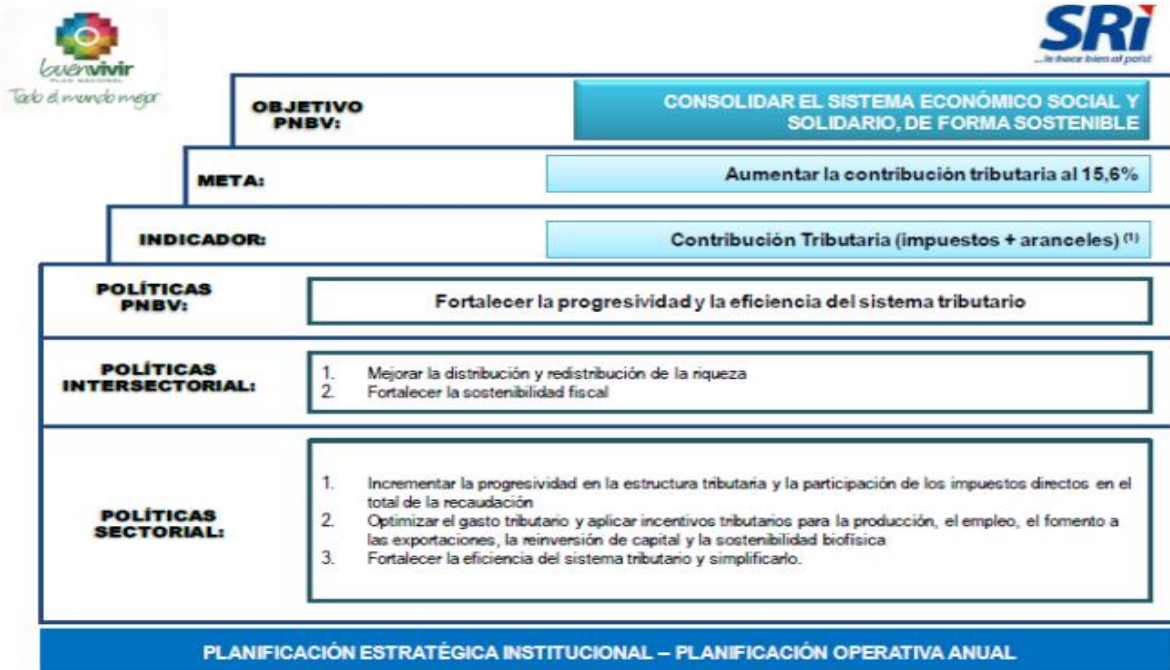 buenvivir
PLAN NACIONAL
Todo el mundo mejor
SRi
...le hace bien al país!
OBJETIVO
PNBV:
CONSOLIDAR EL SISTEMA ECONÓMICO SOCIAL Y
SOLIDARIO, DE FORMA SOSTENIBLE
META:
Aumentar la contribución tributaria al 15,6%
INDICADOR:
Contribución Tributaria (impuestos + aranceles) (1)
POLÍTICAS
PNBV:
Fortalecer la progresividad y la eficiencia del sistema tributario
POLÍTICAS
INTERSECTORIAL:
1. Mejorar la distribución y redistribución de la riqueza
2. Fortalecer la sostenibilidad fiscal
POLÍTICAS
SECTORIAL:
1. Incrementar la progresividad en la estructura tributaria y la participación de los impuestos directos en el
total de la recaudación
2. Optimizar el gasto tributario y aplicar incentivos tributarios para la producción, el empleo, el fomento a
las exportaciones, la reinversión de capital y la sostenibilidad biofísica
3. Fortalecer la eficiencia del sistema tributario y simplificarlo.
PLANIFICACIÓN ESTRATÉGICA INSTITUCIONAL – PLANIFICACIÓN OPERATIVA ANUAL